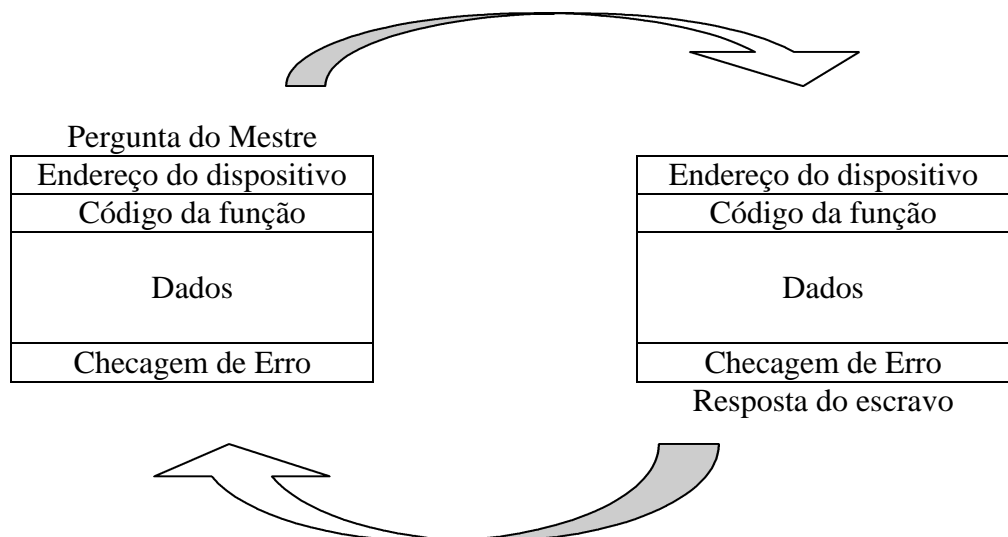 Pergunta do Mestre
Endereço do dispositivo
Código da função
Dados
Checagem de Erro
Endereço do dispositivo
Código da função
Dados
Checagem de Erro
Resposta do escravo